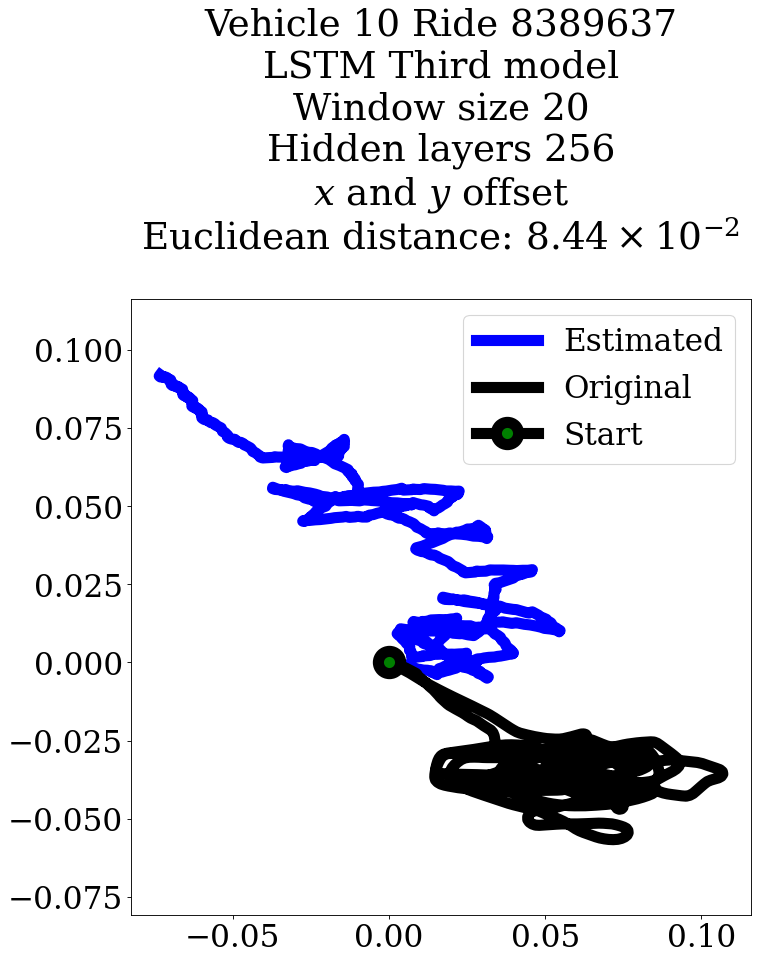 Vehicle 10 Ride 8389637
LSTM Third model
Window size 20
Hidden layers 256
x and y offset
Euclidean distance: 8.44 × 10⁻²
Estimated
Original
Start
0.100
0.075
0.050
0.025
0.000
−0.025
−0.050
−0.075
−0.05 0.00 0.05 0.10